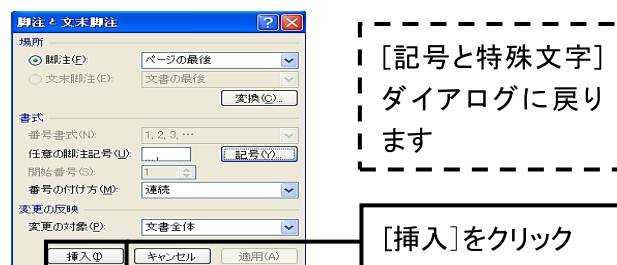 脚注と文末脚注
場所
脚注(F): ページの最後
文末脚注(E): 文書の最後
変換(C)...
書式
番号書式(N): 1, 2, 3, …
任意の脚注記号(U): 記号(Y)...
開始番号(S): 1
番号の付け方(M): 連続
変更の反映
変更の対象(P): 文書全体
挿入(I) キャンセル 適用(A)
[記号と特殊文字]
ダイアログに戻り
ます
[挿入]をクリック